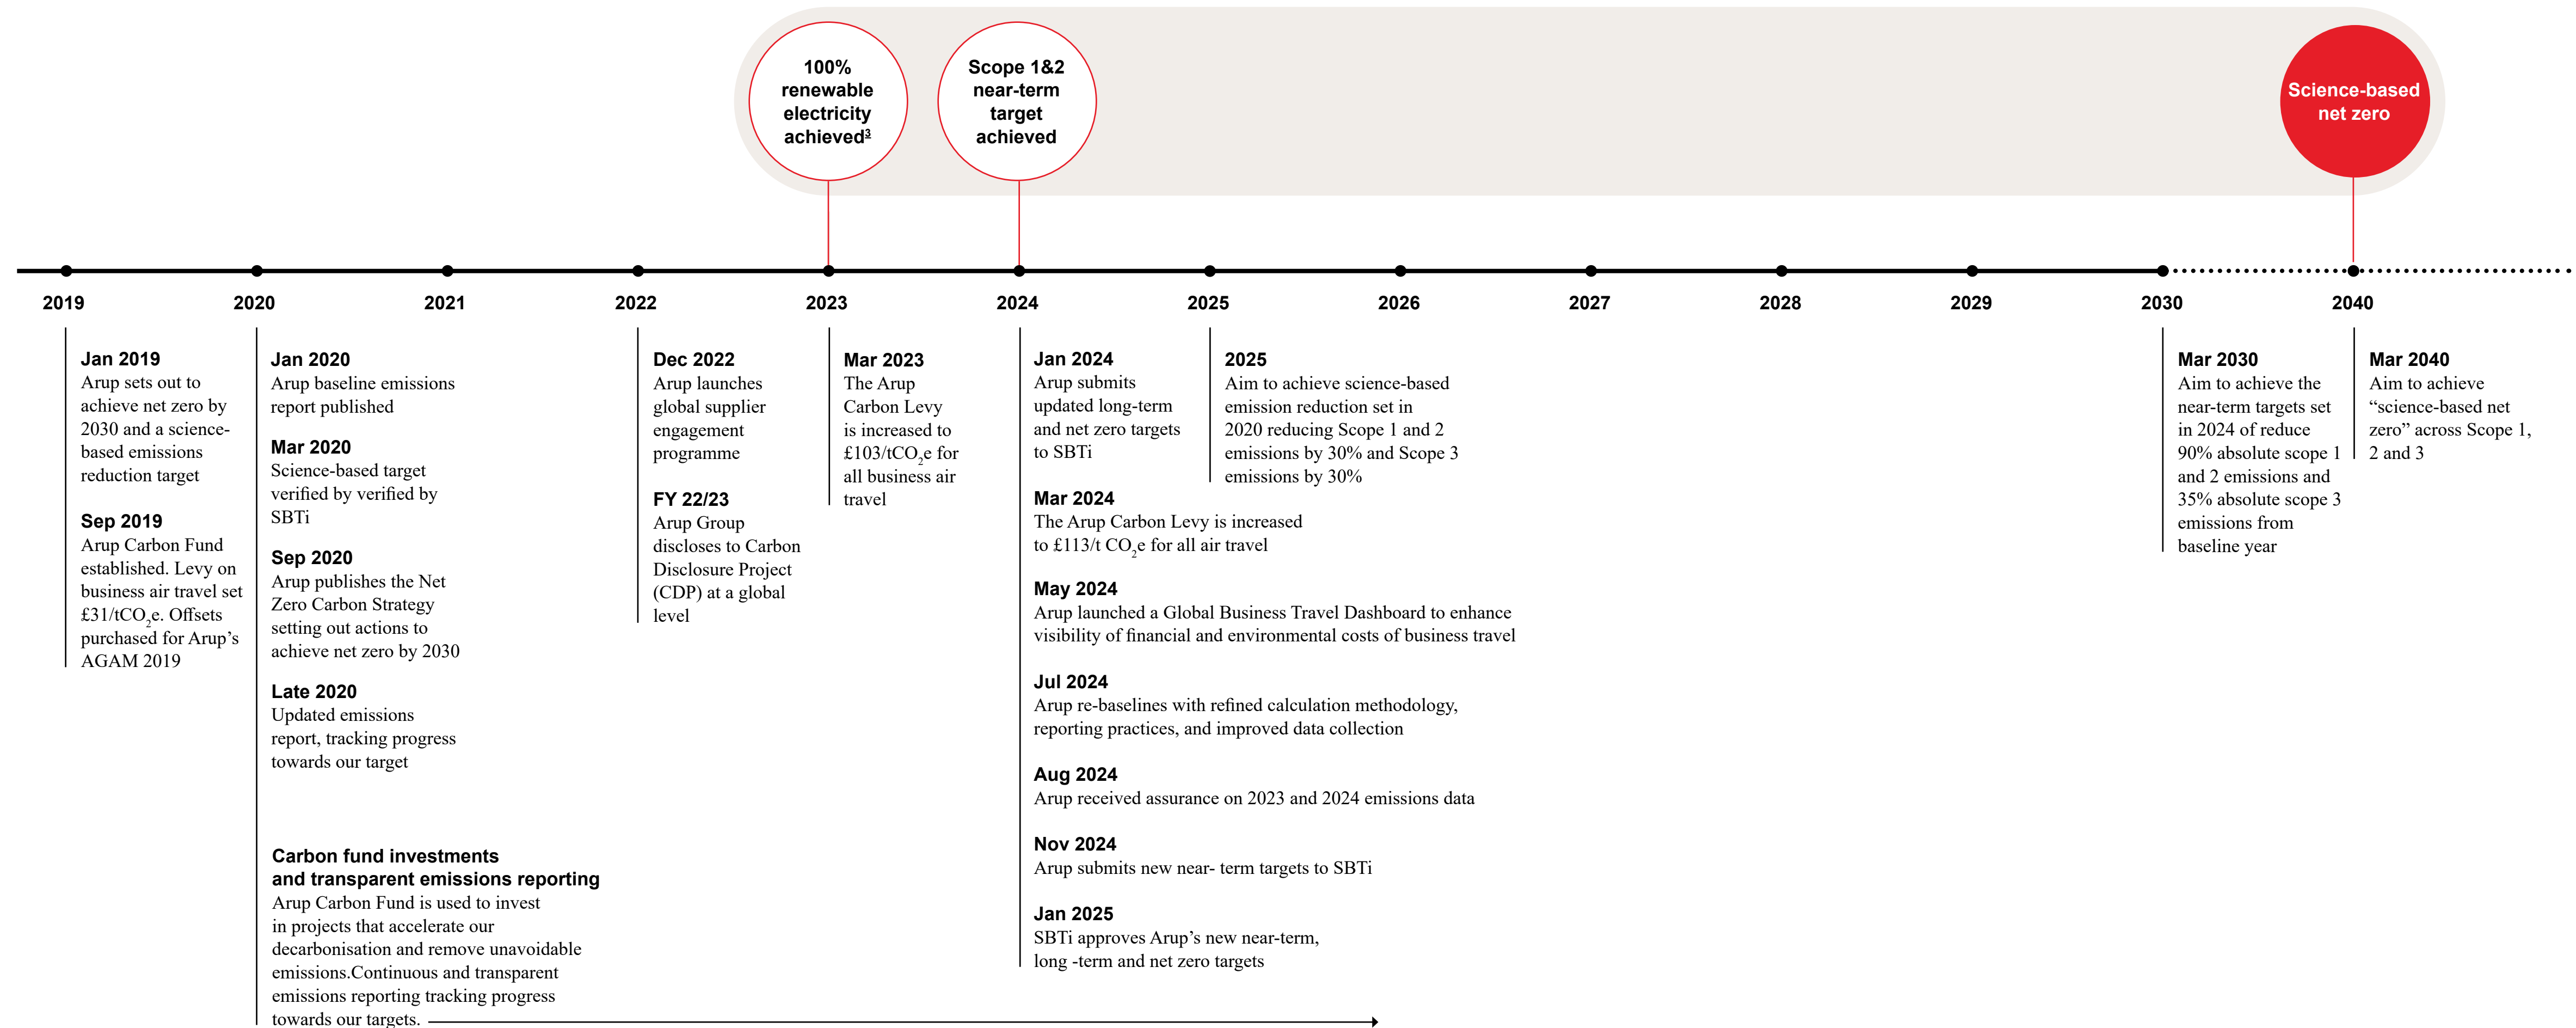 100%
renewable
electricity
achieved3
Scope 1&2
near-term
target
achieved
Science-based
net zero
2019
2020
2021
2022
2023
2024
2025
2026
2027
2028
2029
2030
2040
Jan 2019
Arup sets out to
achieve net zero by
2030 and a science-
based emissions
reduction target
Sep 2019
Arup Carbon Fund
established. Levy on
business air travel set
£31/tCO2e. Offsets
purchased for Arup’s
AGAM 2019
Jan 2020
Arup baseline emissions
report published
Mar 2020
Science-based target
verified by verified by
SBTi
Sep 2020
Arup publishes the Net
Zero Carbon Strategy
setting out actions to
achieve net zero by 2030
Late 2020
Updated emissions
report, tracking progress
towards our target
Carbon fund investments
and transparent emissions reporting
Arup Carbon Fund is used to invest
in projects that accelerate our
decarbonisation and remove unavoidable
emissions.Continuous and transparent
emissions reporting tracking progress
towards our targets.
Dec 2022
Arup launches
global supplier
engagement
programme
FY 22/23
Arup Group
discloses to Carbon
Disclosure Project
(CDP) at a global
level
Mar 2023
The Arup
Carbon Levy
is increased to
£103/tCO2e for
all business air
travel
Jan 2024
Arup submits
updated long-term
and net zero targets
to SBTi
Mar 2024
The Arup Carbon Levy is increased
to £113/t CO2e for all air travel
May 2024
Arup launched a Global Business Travel Dashboard to enhance
visibility of financial and environmental costs of business travel
Jul 2024
Arup re-baselines with refined calculation methodology,
reporting practices, and improved data collection
Aug 2024
Arup received assurance on 2023 and 2024 emissions data
Nov 2024
Arup submits new near- term targets to SBTi
Jan 2025
SBTi approves Arup’s new near-term,
long -term and net zero targets
2025
Aim to achieve science-based
emission reduction set in
2020 reducing Scope 1 and 2
emissions by 30% and Scope 3
emissions by 30%
Mar 2030
Aim to achieve the
near-term targets set
in 2024 of reduce
90% absolute scope 1
and 2 emissions and
35% absolute scope 3
emissions from
baseline year
Mar 2040
Aim to achieve
“science-based net
zero” across Scope 1,
2 and 3